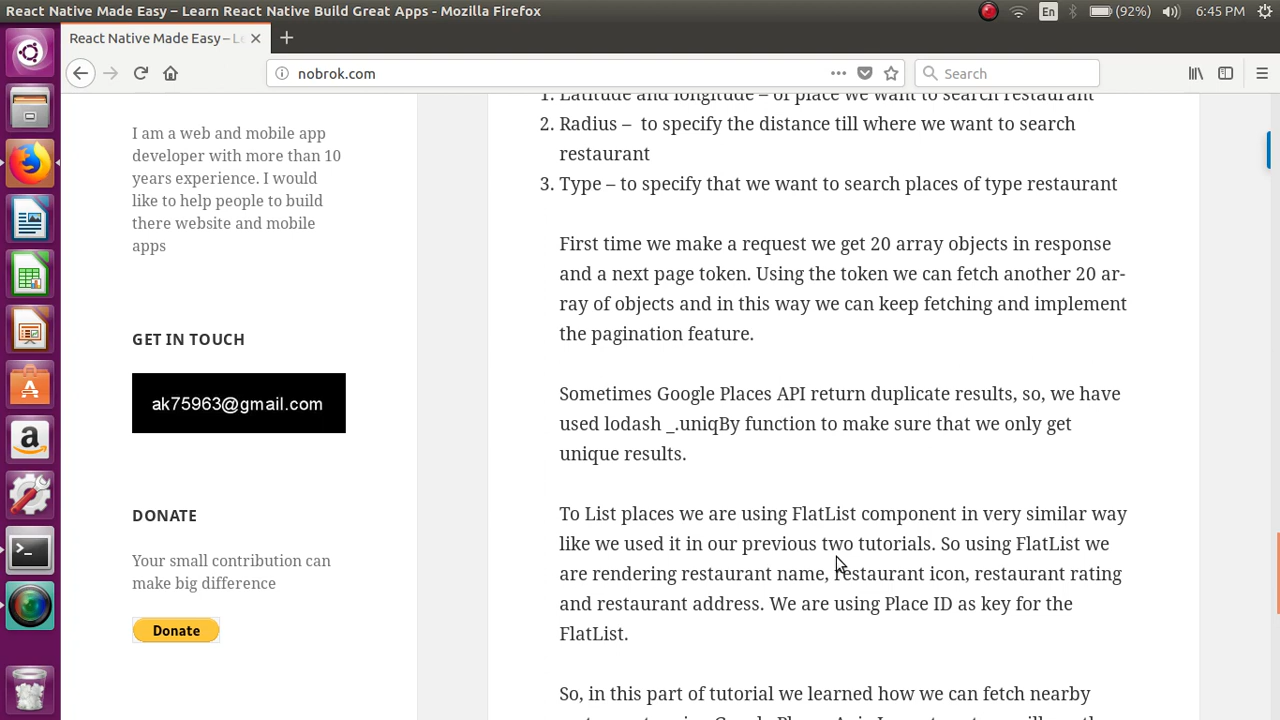 React Native Made Easy – Learn React Native Build Great Apps - Mozilla Firefox
En
(92%)
6:45 PM
React Native Made Easy – Le
nobrok.com
Search
I am a web and mobile app
developer with more than 10
years experience. I would
like to help people to build
there website and mobile
apps
GET IN TOUCH
ak75963@gmail.com
DONATE
Your small contribution can
make big difference
Donate
1. Latitude and longitude – of place we want to search restaurant
2. Radius –  to specify the distance till where we want to search
restaurant
3. Type – to specify that we want to search places of type restaurant
First time we make a request we get 20 array objects in response
and a next page token. Using the token we can fetch another 20 ar-
ray of objects and in this way we can keep fetching and implement
the pagination feature.
Sometimes Google Places API return duplicate results, so, we have
used lodash _.uniqBy function to make sure that we only get
unique results.
To List places we are using FlatList component in very similar way
like we used it in our previous two tutorials. So using FlatList we
are rendering restaurant name, restaurant icon, restaurant rating
and restaurant address. We are using Place ID as key for the
FlatList.
So, in this part of tutorial we learned how we can fetch nearby